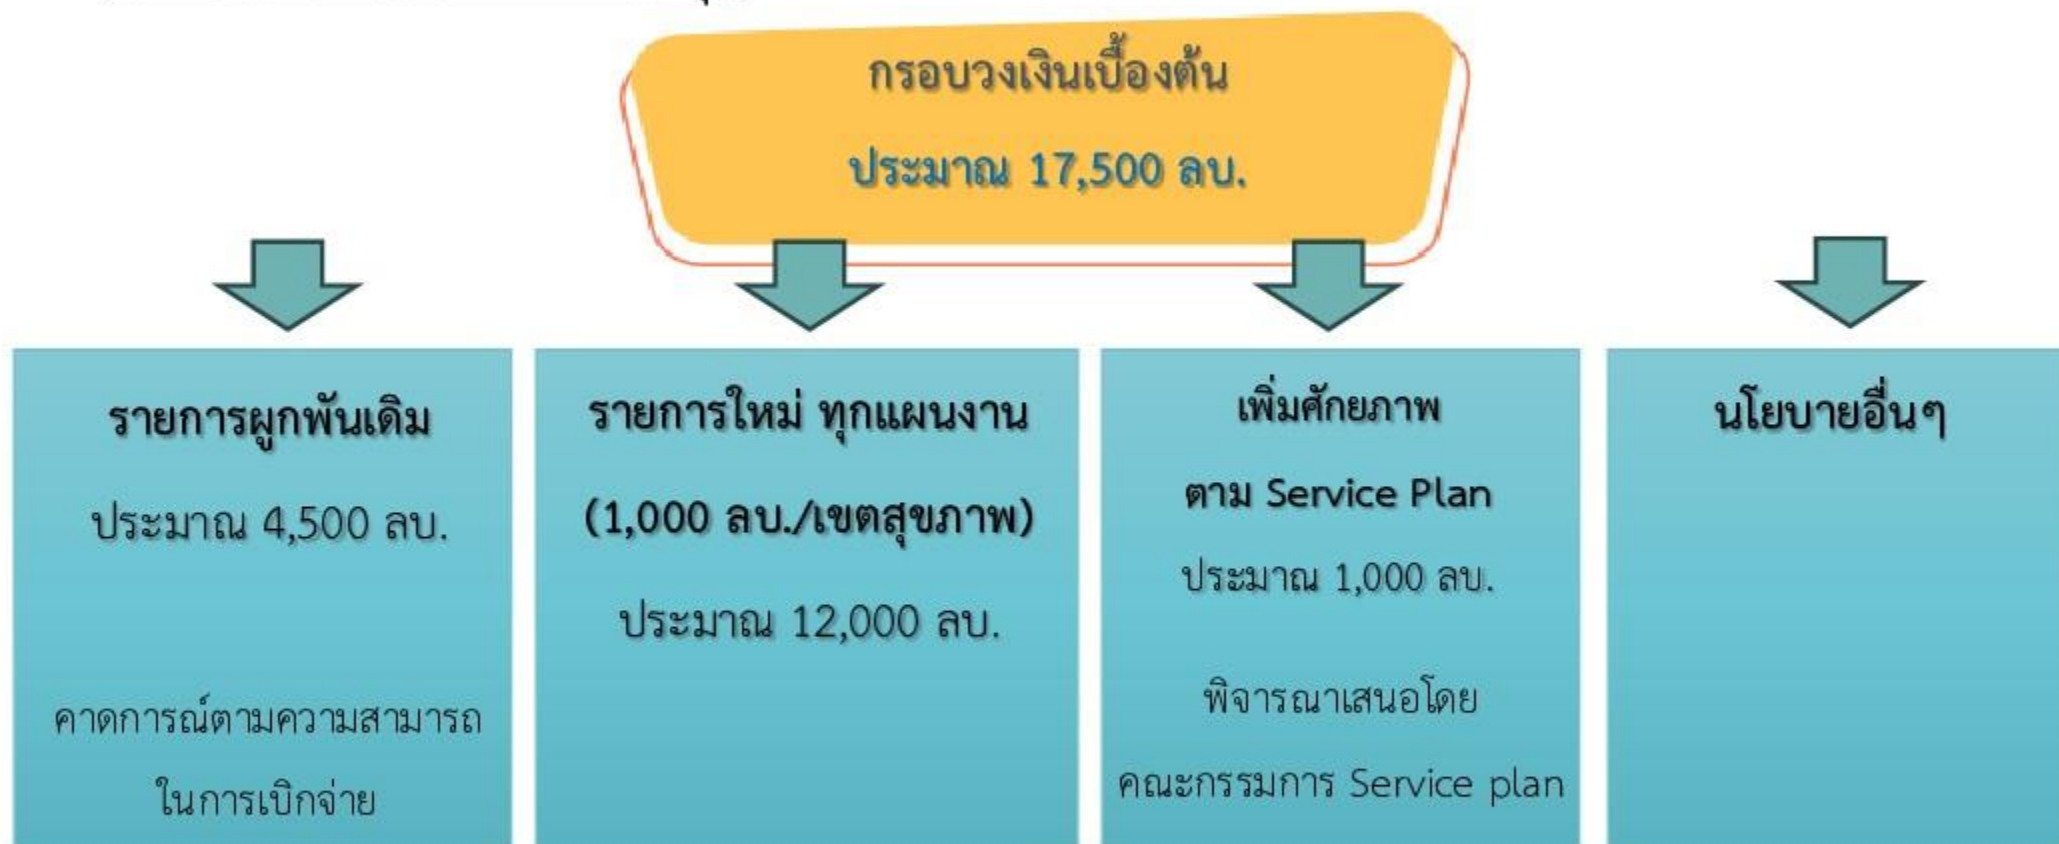 กรอบวงเงินเบื้องต้น
ประมาณ 17,500 ลบ.
รายการผูกพันเดิม
ประมาณ 4,500 ลบ.
คาดการณ์ตามความสามารถ
ในการเบิกจ่าย
รายการใหม่ ทุกแผนงาน
(1,000 ลบ./เขตสุขภาพ)
ประมาณ 12,000 ลบ.
เพิ่มศักยภาพ
ตาม Service Plan
ประมาณ 1,000 ลบ.
พิจารณาเสนอโดย
คณะกรรมการ Service plan
นโยบายอื่นๆ